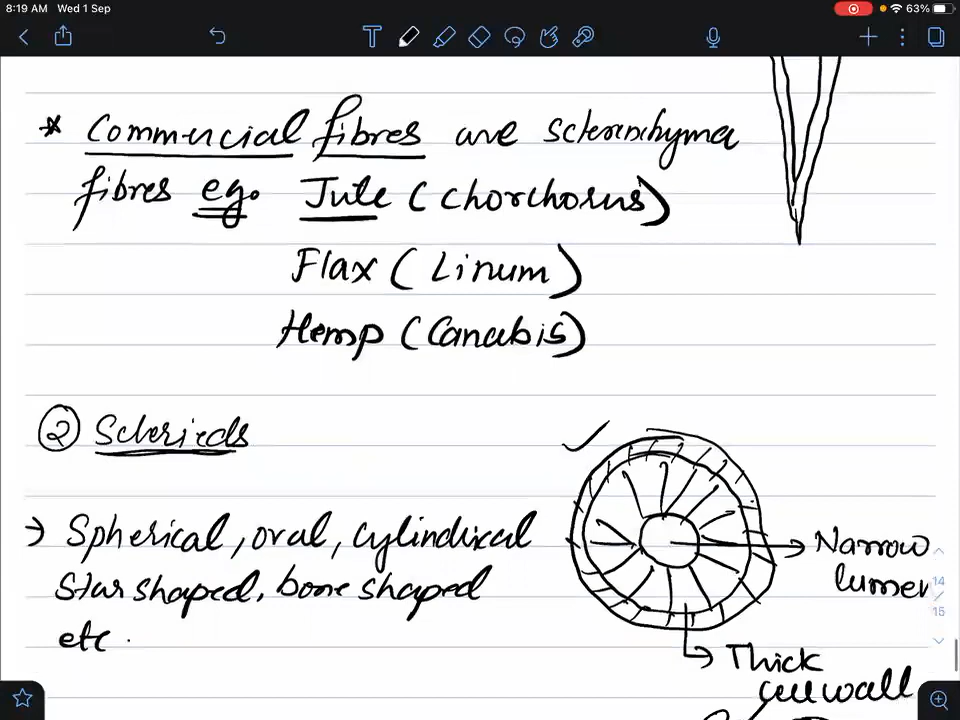 8:19 AM Wed 1 Sep
63%
* Commercial fibres are sclerenchyma
fibres eg. Jute (Chorchorus)
Flax (Linum)
Hemp (Canabis)
② Sclerieds
→ Spherical, oval, cylindrical
Star shaped, bone shaped
etc.
Narrow
lumen
Thick
cell wall
14
15